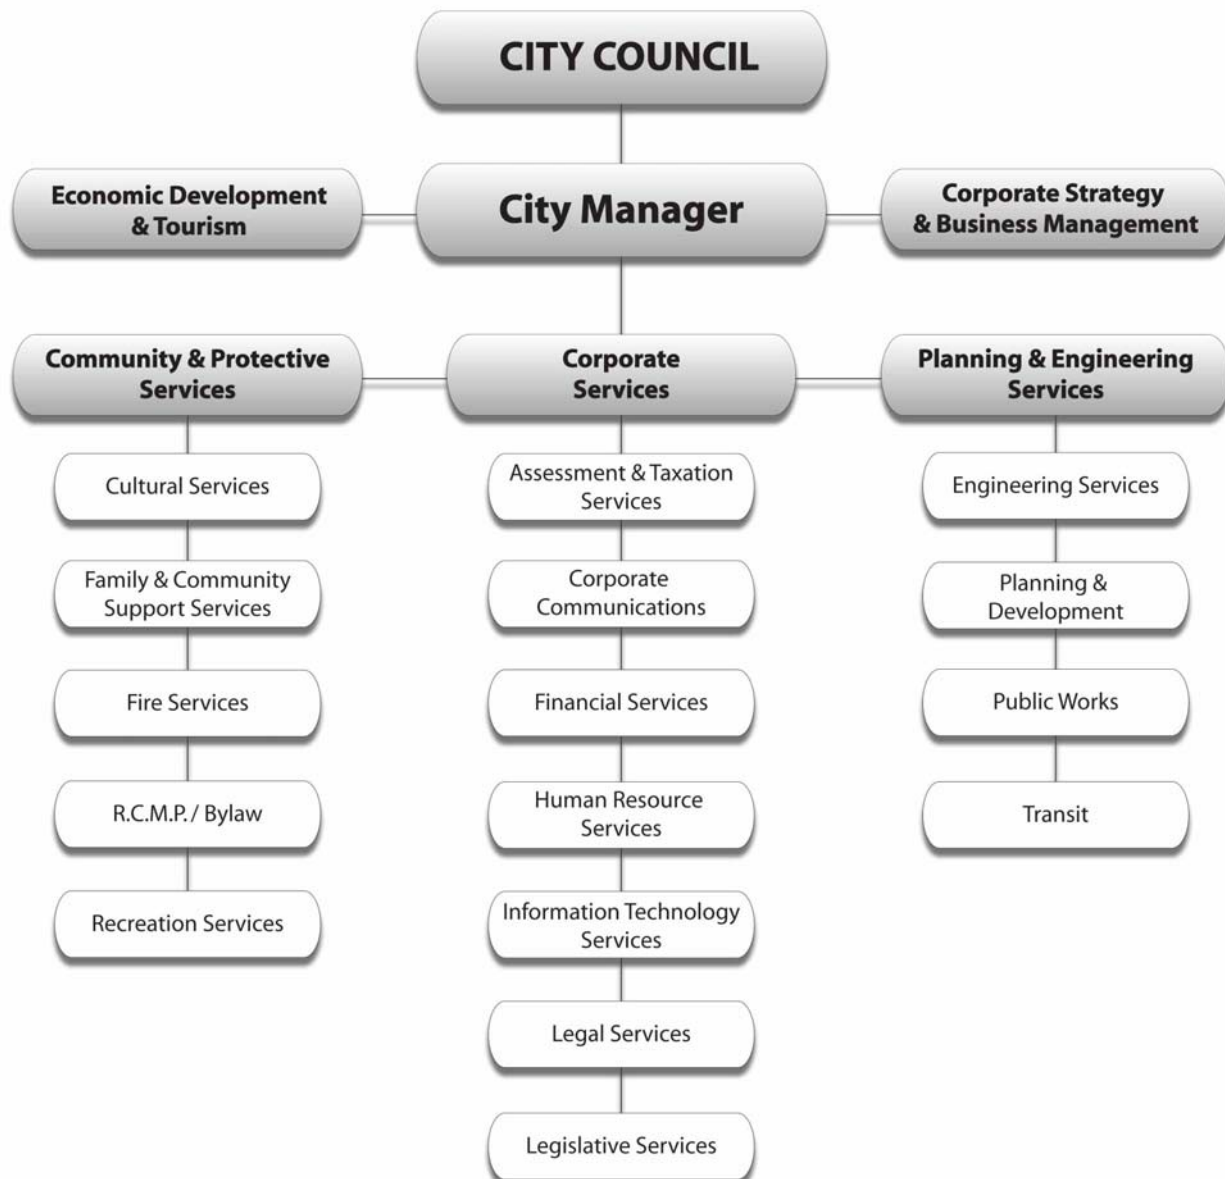 CITY COUNCIL
Economic Development
& Tourism
City Manager
Corporate Strategy
& Business Management
Community & Protective
Services
Corporate
Services
Planning & Engineering
Services
Cultural Services
Family & Community
Support Services
Fire Services
R.C.M.P. / Bylaw
Recreation Services
Assessment & Taxation
Services
Corporate
Communications
Financial Services
Human Resource
Services
Information Technology
Services
Legal Services
Legislative Services
Engineering Services
Planning &
Development
Public Works
Transit